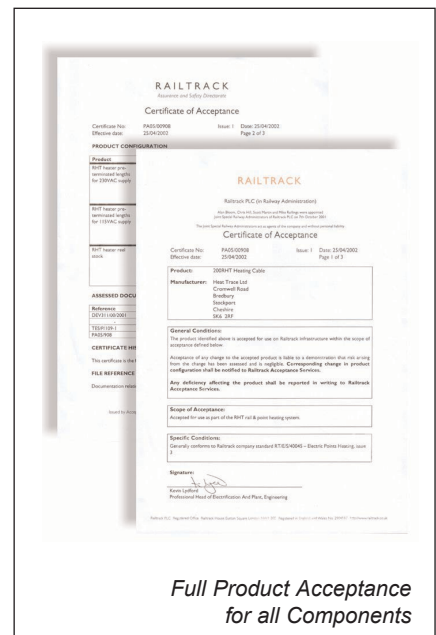 RAILTRACK
Assurance and Safety Directorate
Certificate of Acceptance
Certificate No: PA05/00908 Issue: 1 Date: 25/04/2002
Effective date: 25/04/2002 Page 2 of 3
PRODUCT CONFIGURATION
Product
RHT heater pre-
terminated lengths
for 230VAC supply
RHT heater pre-
terminated lengths
for 115VAC supply
RHT heater reel
stock
ASSESSED DOCU
Reference
PA05/908
CERTIFICATE HIS
This certificate is the
FILE REFERENCE
Documentation relat
RAILTRACK
Railtrack PLC (in Railway Administration)
Certificate of Acceptance
Certificate No: PA05/00908 Issue: 1 Date: 25/04/2002
Effective date: 25/04/2002 Page 1 of 3
Product: 200RHT Heating Cable
Manufacturer: Heat Trace Ltd
Cromwell Road
Bredbury
Stockport
Cheshire
SK6 2RF
General Conditions:
The product identified above is accepted for use on Railtrack infrastructure within the scope of
acceptance defined below.
Acceptance of any change to the accepted product is liable to a demonstration that risk arising
from the change has been assessed and is negligible. Corresponding change in product
configuration shall be notified to Railtrack Acceptance Services.
Any deficiency affecting the product shall be reported in writing to Railtrack
Acceptance Services.
Scope of Acceptance:
Accepted for use as part of the RHT rail & point heating system.
Specific Conditions:
Generally conforms to Railtrack company standard RT/E/S/40045 – Electric Points Heating, issue
3
Signature:
Kevin Lydford
Professional Head of Electrification And Plant, Engineering
Full Product Acceptance
for all Components